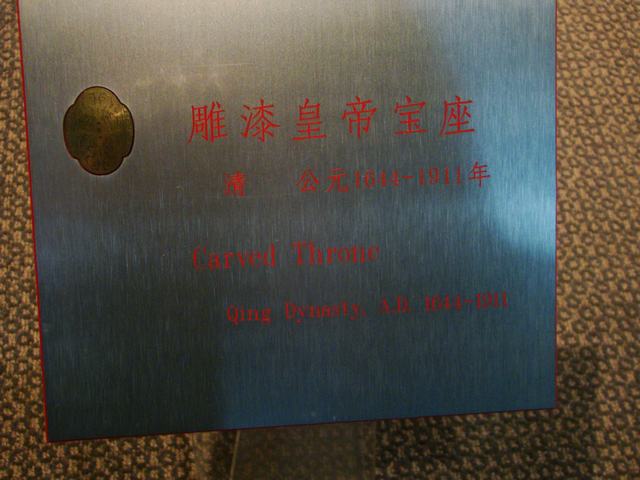 雕漆皇帝宝座
清 公元1644-1911年
Carved Throne
Qing Dynasty, A.D. 1644-1911